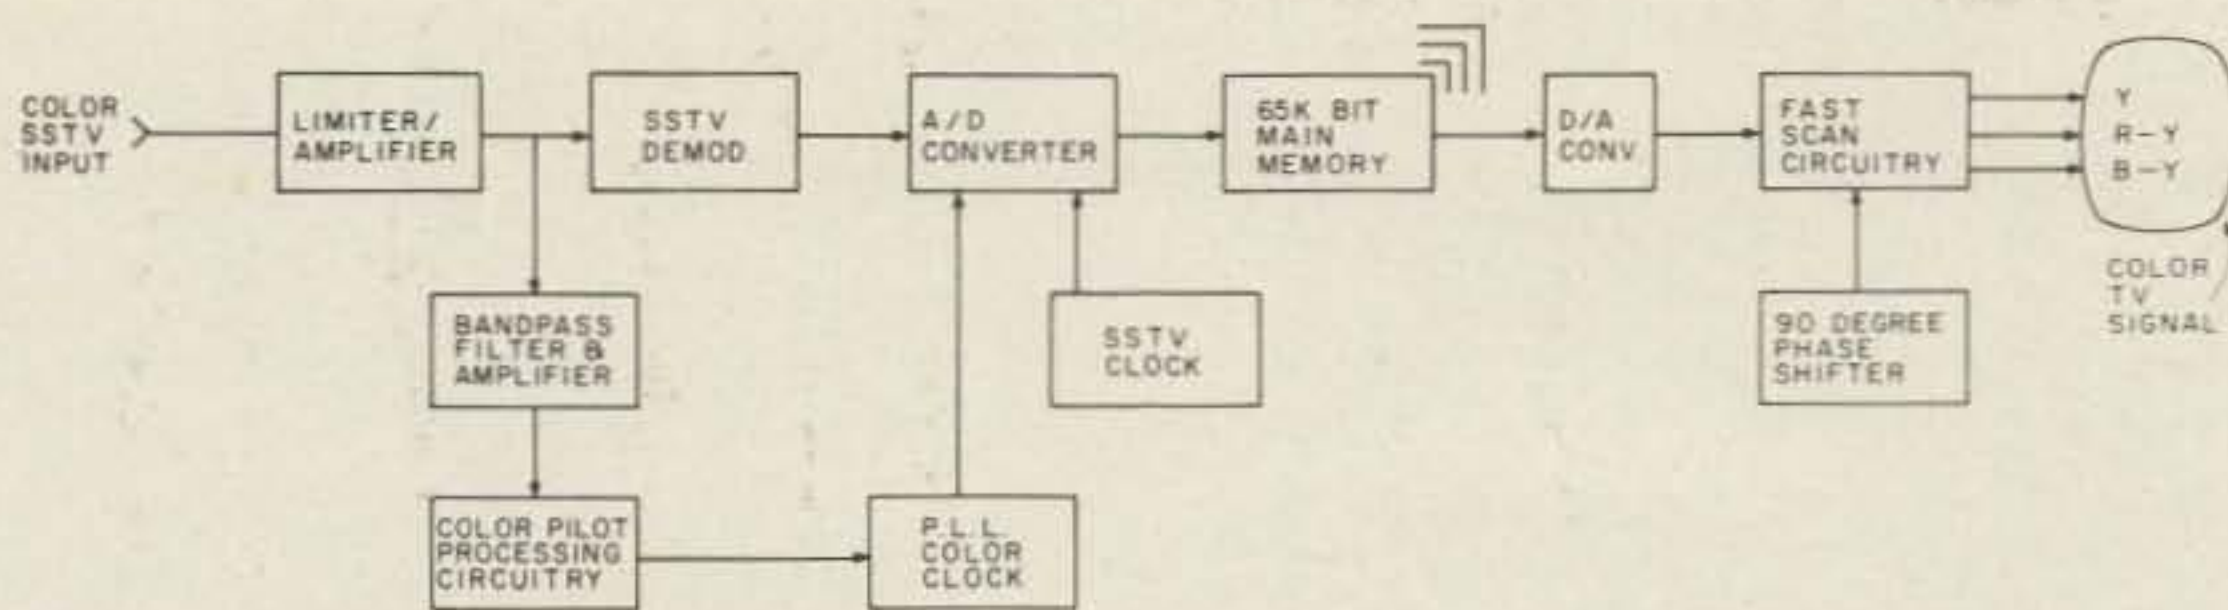 COLOR
SSTV
INPUT
LIMITER/
AMPLIFIER
SSTV
DEMOD
A/D
CONVERTER
65K BIT
MAIN
MEMORY
D/A
CONV
FAST
SCAN
CIRCUITRY
Y
R-Y
B-Y
COLOR
TV
SIGNAL
BANDPASS
FILTER &
AMPLIFIER
SSTV
CLOCK
90 DEGREE
PHASE
SHIFTER
COLOR PILOT
PROCESSING
CIRCUITRY
P.L.L.
COLOR
CLOCK